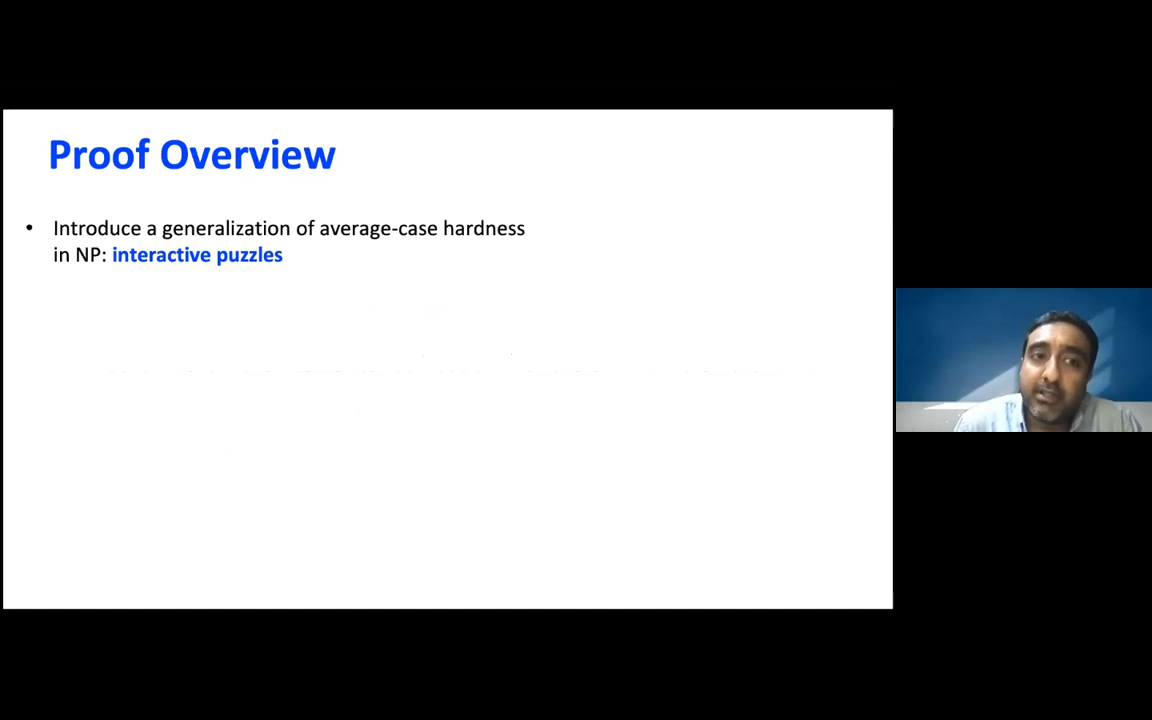 Proof Overview
• Introduce a generalization of average-case hardness
in NP: interactive puzzles